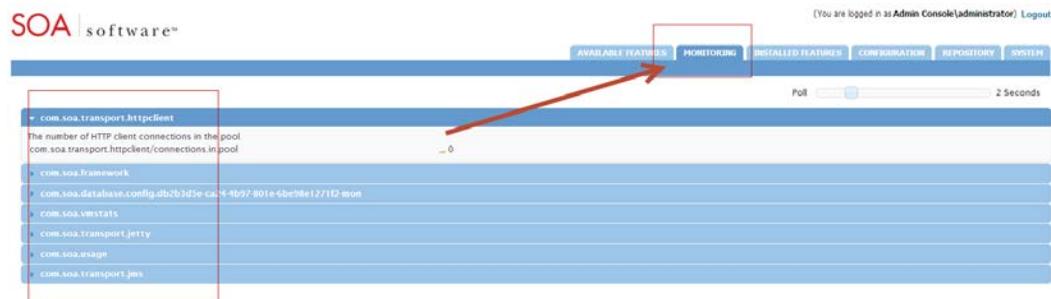 (You are logged in as Admin Console\administrator) Logout
SOA software℠
AVAILABLE FEATURES MONITORING INSTALLED FEATURES CONFIGURATION REPOSITORY SYSTEM
Poll 2 Seconds
com.soa.transport.httpclient
The number of HTTP client connections in the pool
com.soa.transport.httpclient/connections.in.pool ... 0
com.soa.framework
com.soa.vmstats
com.soa.transport.jetty
com.soa.usage
com.soa.transport.jms